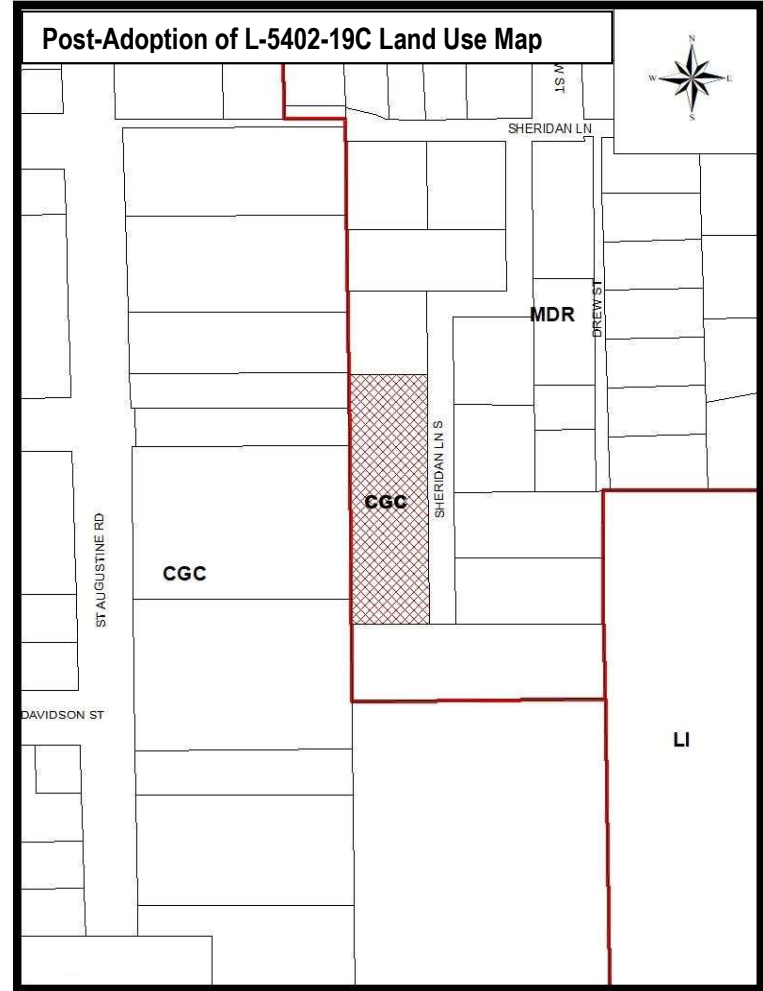 Post-Adoption of L-5402-19C Land Use Map
N
W
E
S
W ST
SHERIDAN LN
MDR
DREW ST
SHERIDAN LN S
CGC
ST AUGUSTINE RD
CGC
DAVIDSON ST
LI